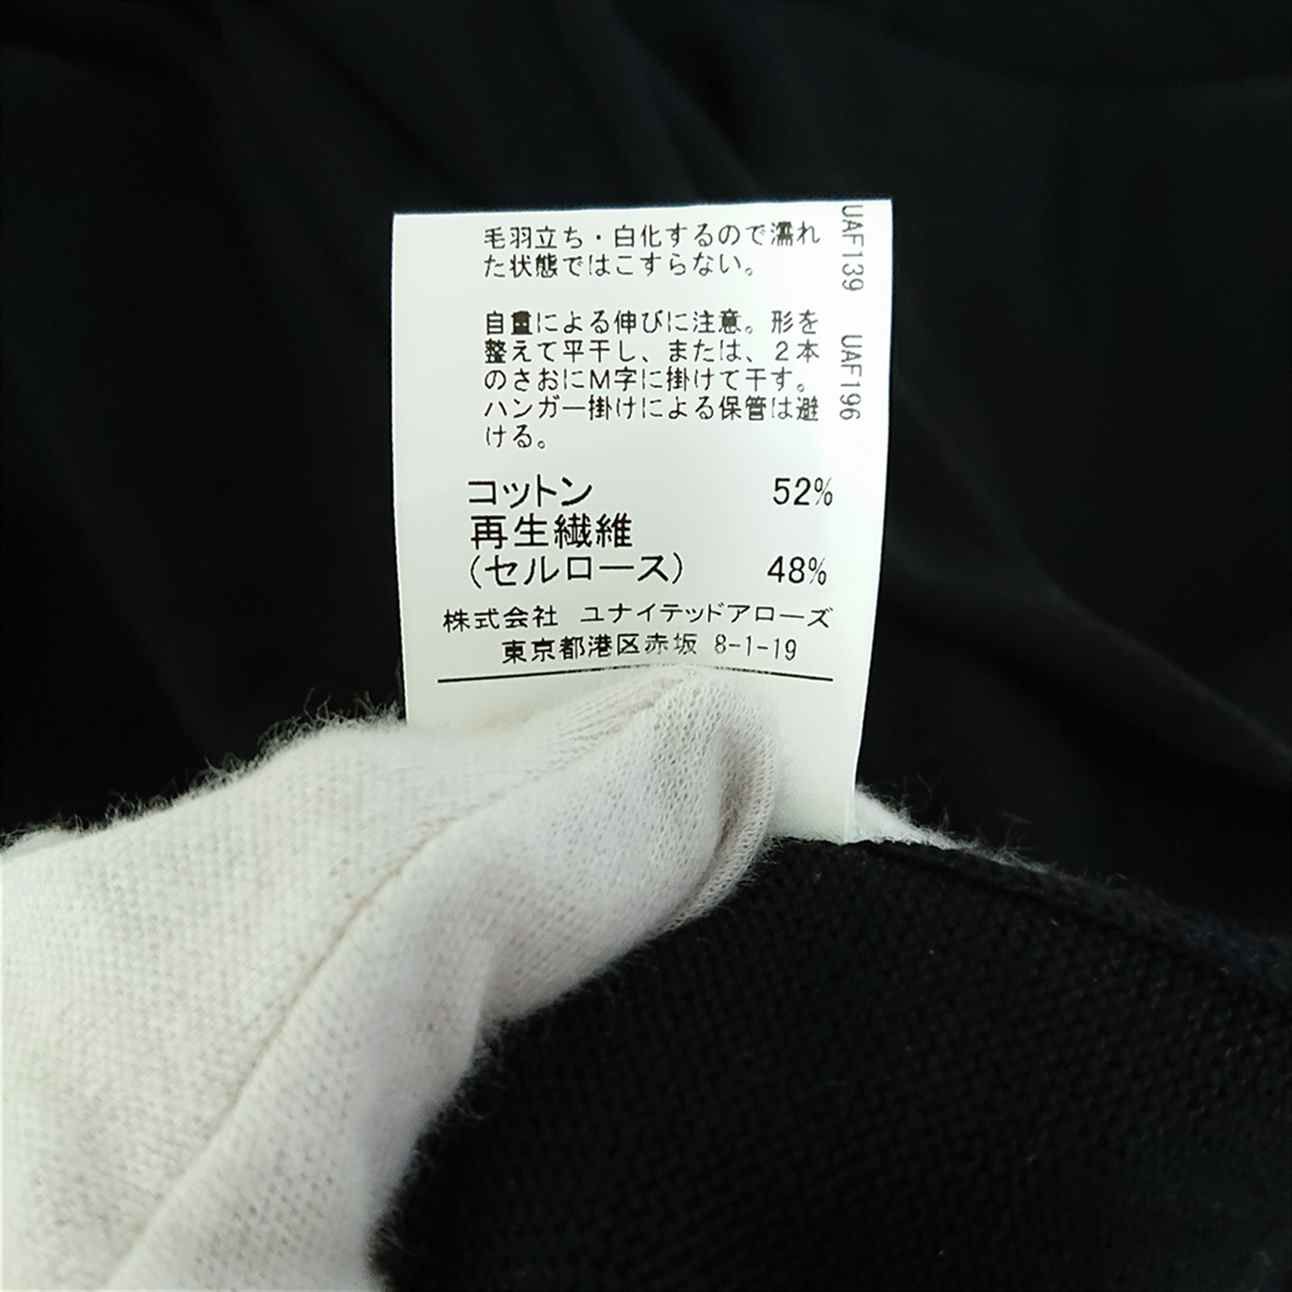 毛羽立ち・白化するので濡れ
た状態ではこすらない。
自重による伸びに注意。形を
整えて平干し、または、2本
のさおにM字に掛けて干す。
ハンガー掛けによる保管は避
ける。
コットン 52%
再生繊維
(セルロース) 48%
株式会社 ユナイテッドアローズ
東京都港区赤坂 8-1-19
UAF139 UAF196